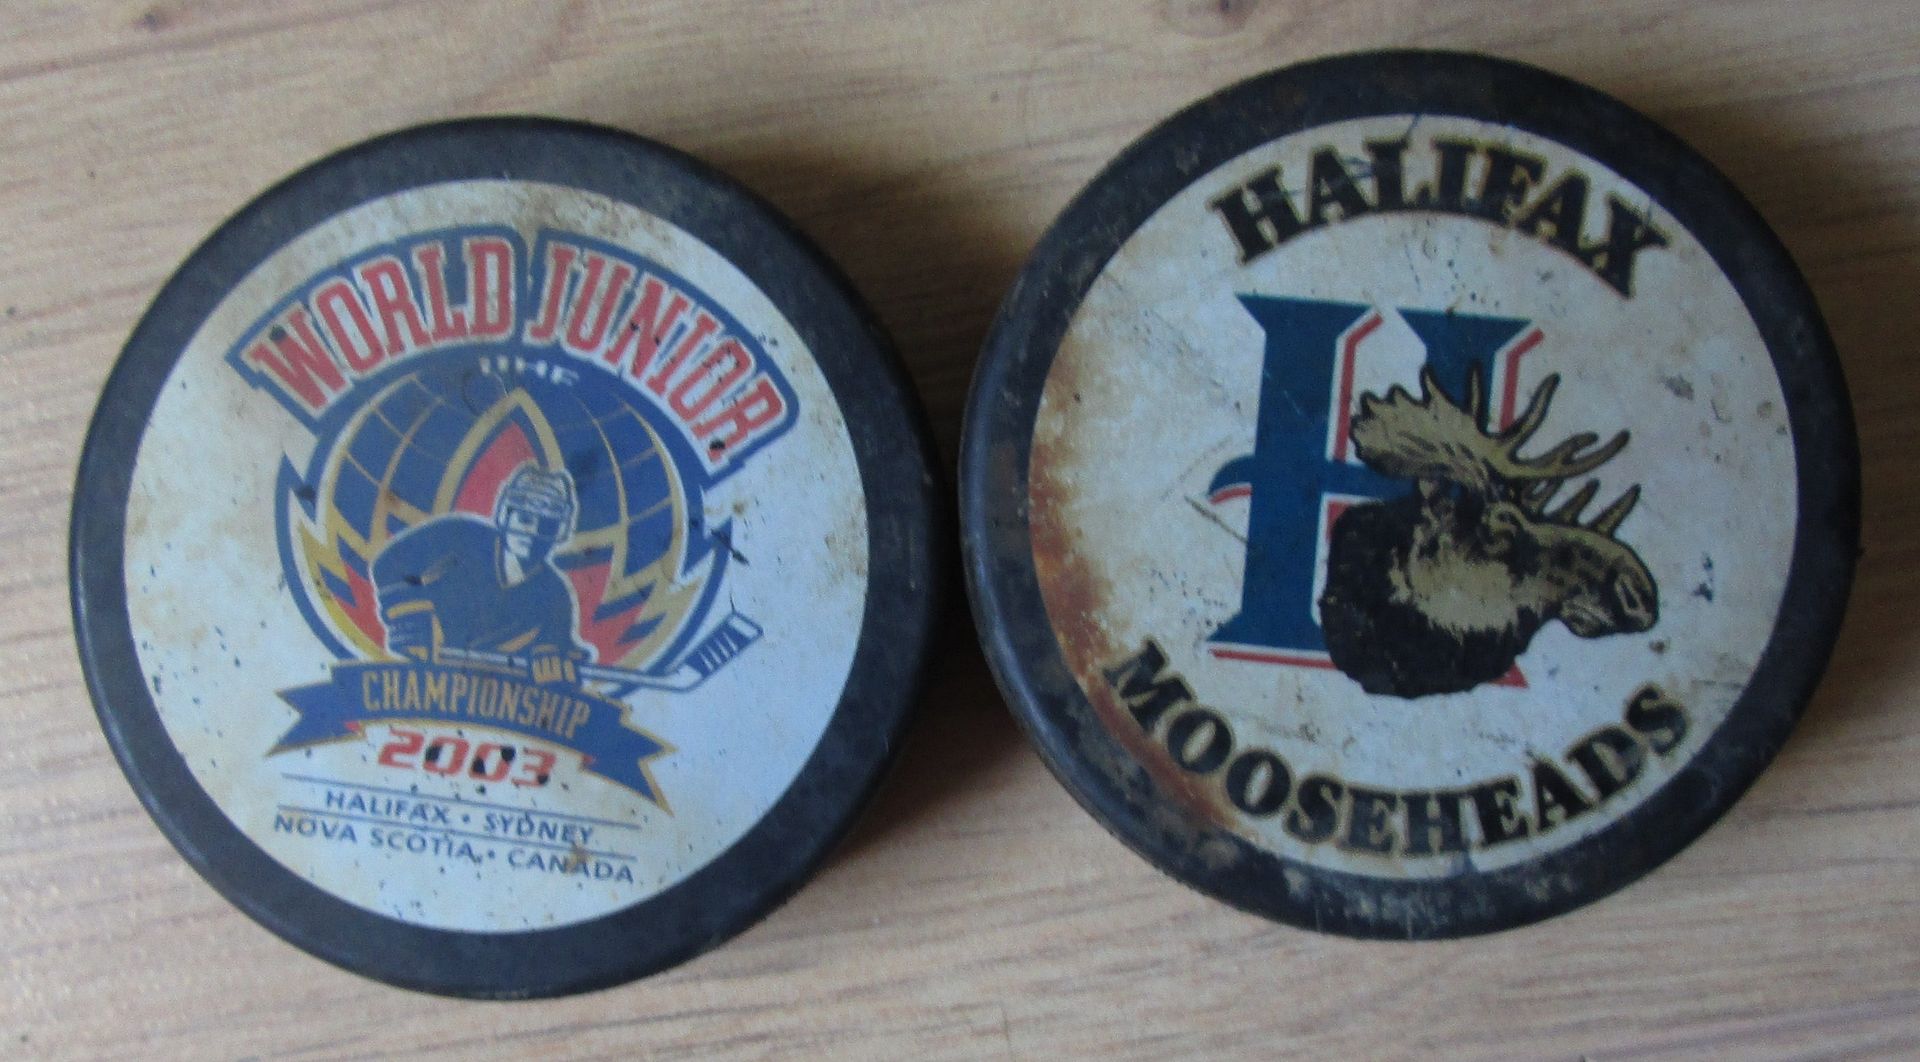 WORLD JUNIOR
IIHF
CHAMPIONSHIP
2003
HALIFAX • SYDNEY
NOVA SCOTIA • CANADA
HALIFAX
H
MOOSEHEADS